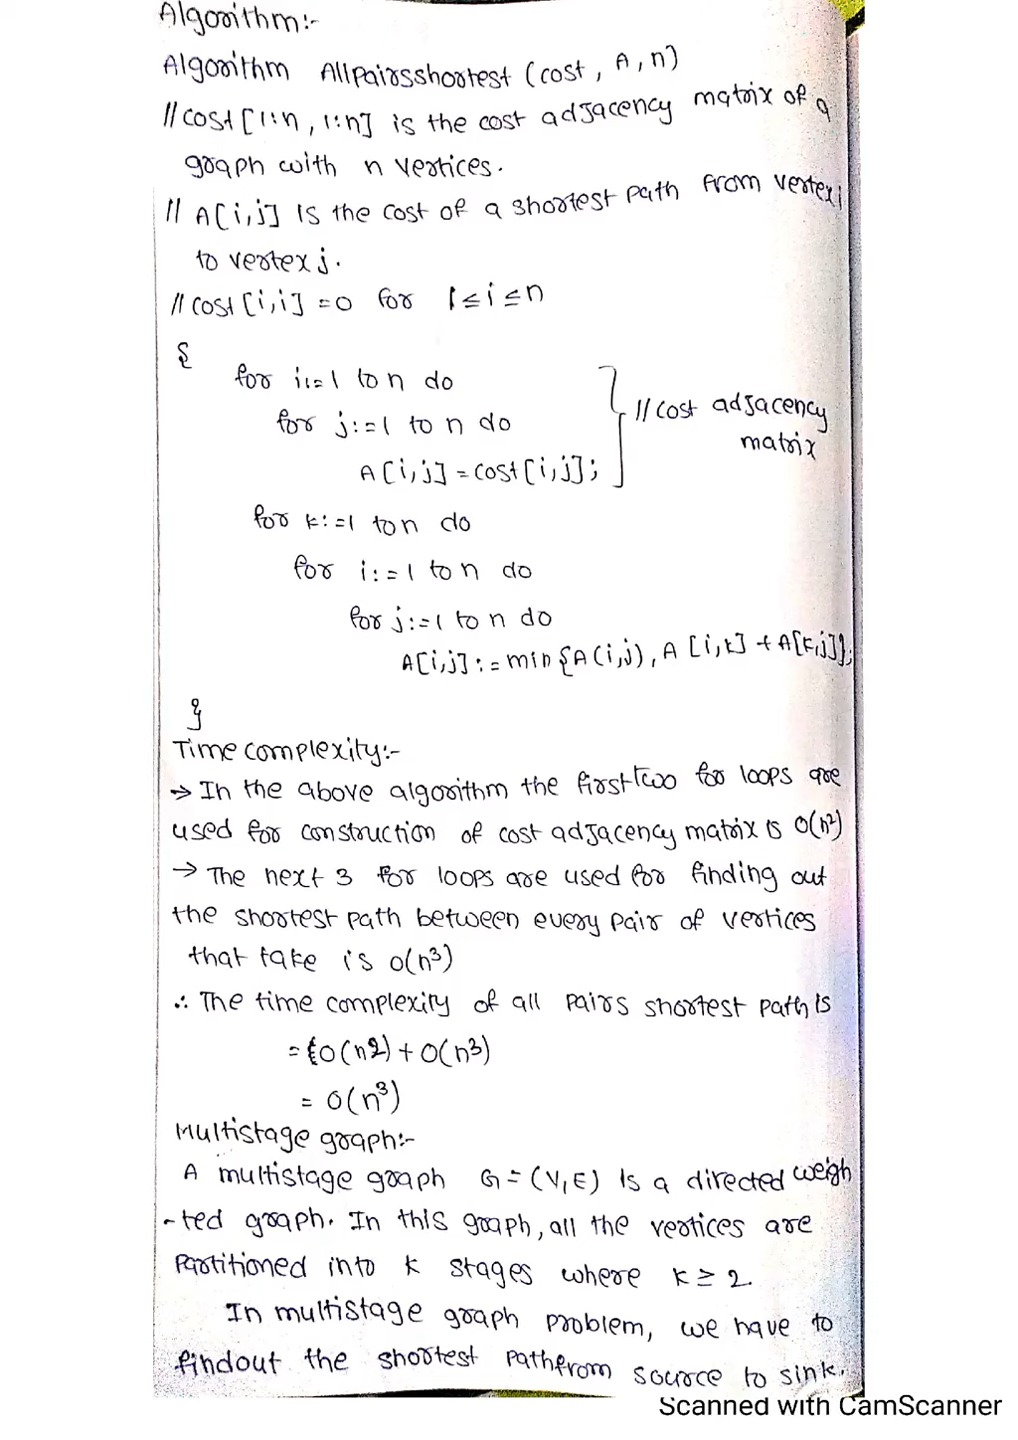 Algorithm:-
Algorithm AllPairsshortest (cost, A, n)
// cost [1:n, 1:n] is the cost adjacency matrix of a
graph with n vertices.
// A[i,j] is the cost of a shortest path from vertex i
to vertex j.
// cost [i,i] = 0 for 1 ≤ i ≤ n
{
for i:=1 to n do
for j:=1 to n do
A[i,j] = cost[i,j];
} // cost adjacency
matrix
for k:=1 to n do
for i:=1 to n do
for j:=1 to n do
A[i,j]:= min {A(i,j), A[i,k] + A[k,j]};
}
Time complexity:-
→ In the above algorithm the first two for loops are
used for construction of cost adjacency matrix is O(n²)
→ The next 3 for loops are used for finding out
the shortest path between every pair of vertices
that take is O(n³)
∴ The time complexity of all pairs shortest path is
= {O(n2) + O(n³)
= O(n³)
Multistage graph:-
A multistage graph G = (V,E) is a directed weigh
-ted graph. In this graph, all the vertices are
partitioned into k stages where k ≥ 2.
In multistage graph problem, we have to
findout the shortest path from source to sink.
Scanned with CamScanner